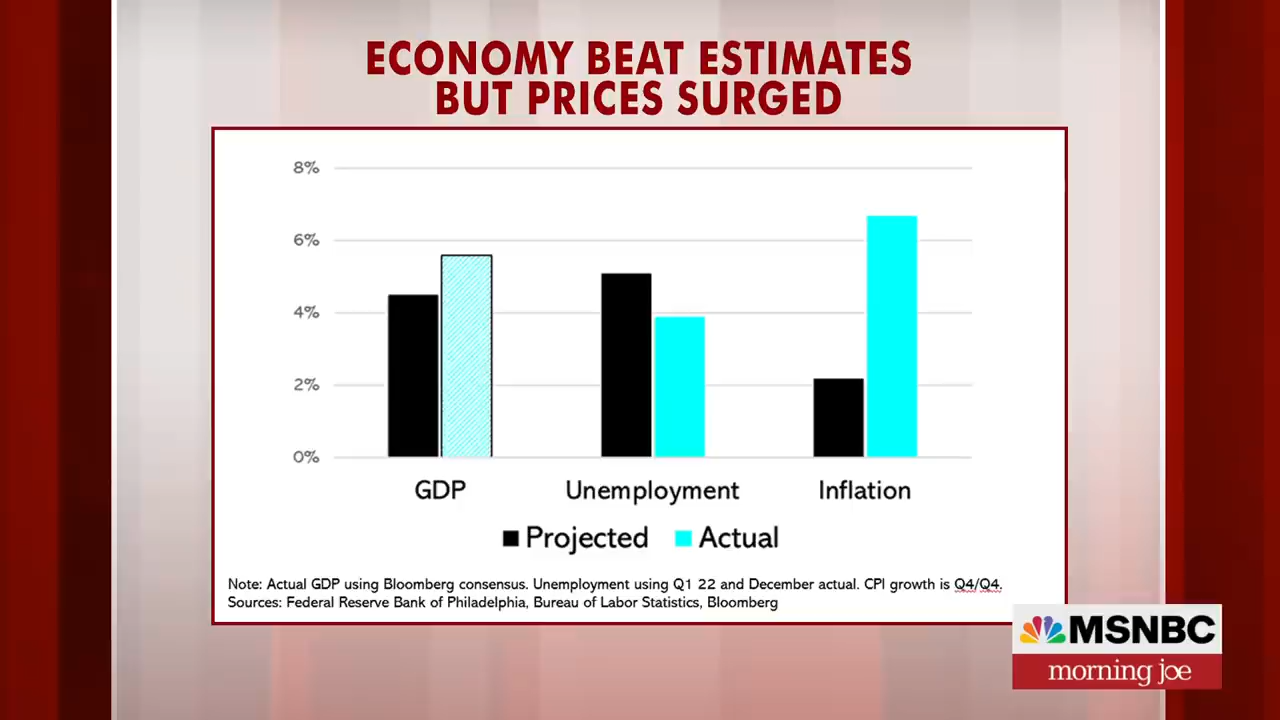 ECONOMY BEAT ESTIMATES
BUT PRICES SURGED
8%
6%
4%
2%
0%
GDP
Unemployment
Inflation
Projected
Actual
Note: Actual GDP using Bloomberg consensus. Unemployment using Q1 22 and December actual. CPI growth is Q4/Q4.
Sources: Federal Reserve Bank of Philadelphia, Bureau of Labor Statistics, Bloomberg
MSNBC
morning joe